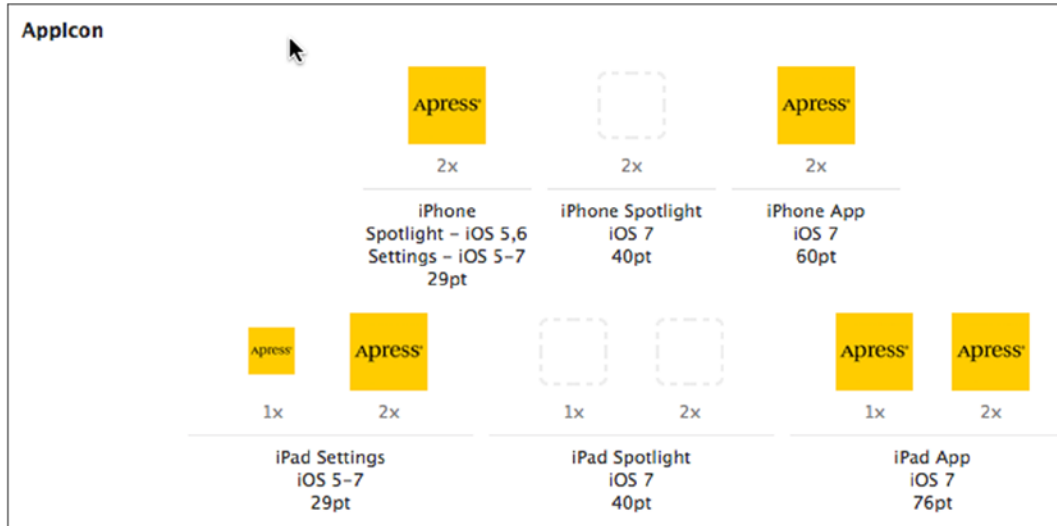 AppIcon
Apress®
Apress®
2x
2x
2x
iPhone
Spotlight – iOS 5,6
Settings – iOS 5–7
29pt
iPhone Spotlight
iOS 7
40pt
iPhone App
iOS 7
60pt
Apress®
Apress®
Apress®
Apress®
1x
2x
1x
2x
1x
2x
iPad Settings
iOS 5–7
29pt
iPad Spotlight
iOS 7
40pt
iPad App
iOS 7
76pt